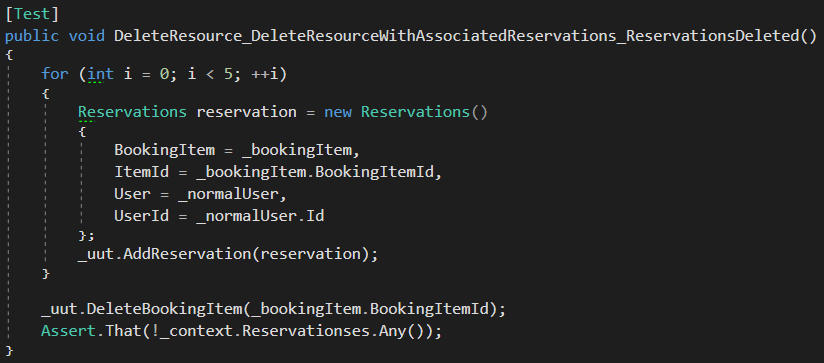 [Test]
public void DeleteResource_DeleteResourceWithAssociatedReservations_ReservationsDeleted()
{
    for (int i = 0; i < 5; ++i)
    {
        Reservations reservation = new Reservations()
        {
            BookingItem = _bookingItem,
            ItemId = _bookingItem.BookingItemId,
            User = _normalUser,
            UserId = _normalUser.Id
        };
        _uut.AddReservation(reservation);
    }

    _uut.DeleteBookingItem(_bookingItem.BookingItemId);
    Assert.That(!_context.Reservationses.Any());
}